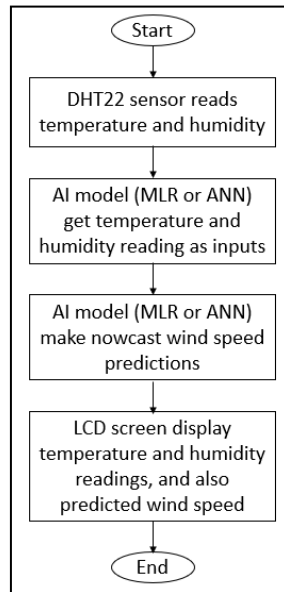 Start
DHT22 sensor reads
temperature and humidity
AI model (MLR or ANN)
get temperature and
humidity reading as inputs
AI model (MLR or ANN)
make nowcast wind speed
predictions
LCD screen display
temperature and humidity
readings, and also
predicted wind speed
End